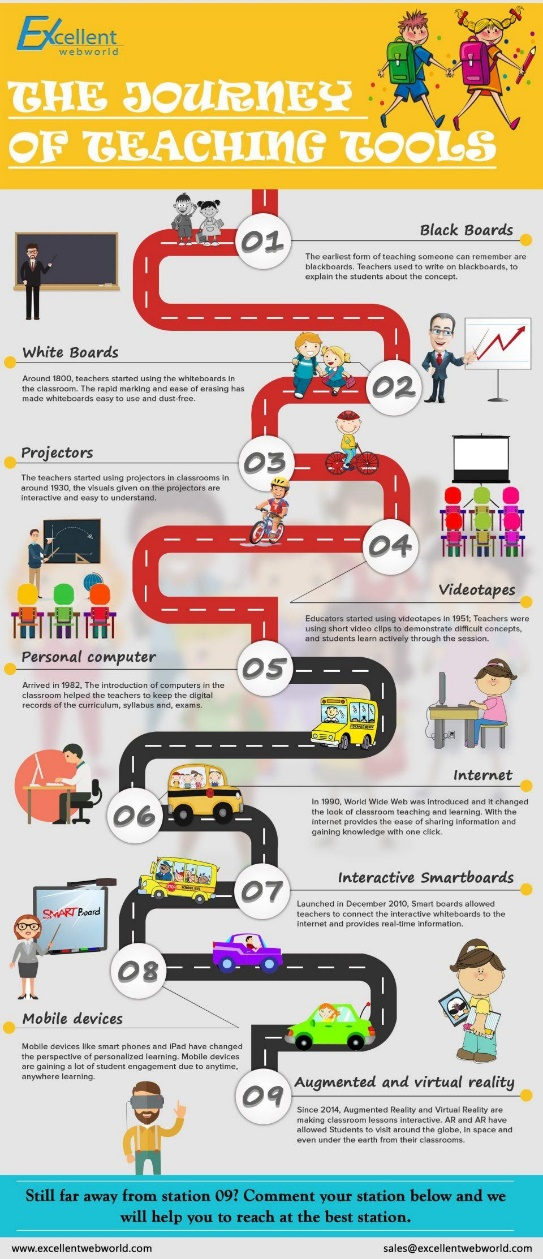 Excellent
webworld
THE JOURNEY
OF TEACHING TOOLS
01
Black Boards
The earliest form of teaching someone can remember are
blackboards. Teachers used to write on blackboards, to
explain the students about the concept.
White Boards
02
Around 1800, teachers started using the whiteboards in
the classroom. The rapid marking and ease of erasing has
made whiteboards easy to use and dust-free.
Projectors
03
The teachers started using projectors in classrooms in
around 1930, the visuals given on the projectors are
interactive and easy to understand.
04
Videotapes
Educators started using videotapes in 1951; Teachers were
using short video clips to demonstrate difficult concepts,
and students learn actively through the session.
Personal computer
05
Arrived in 1982, The introduction of computers in the
classroom helped the teachers to keep the digital
records of the curriculum, syllabus and, exams.
Internet
06
In 1990, World Wide Web was Introduced and it changed
the look of classroom teaching and learning. With the
internet provides the ease of sharing information and
gaining knowledge with one click.
07
Interactive Smartboards
Launched in December 2010, Smart boards allowed
teachers to connect the interactive whiteboards to the
internet and provides real-time information.
SMART Board
08
Mobile devices
Mobile devices like smart phones and iPad have changed
the perspective of personalized learning. Mobile devices
are gaining a lot of student engagement due to anytime,
anywhere learning.
09
Augmented and virtual reality
Since 2014, Augmented Reality and Virtual Reality are
making classroom lessons interactive. AR and AR have
allowed Students to visit around the globe, in space and
even under the earth from their classrooms.
Still far away from station 09? Comment your station below and we
will help you to reach at the best station.
www.excellentwebworld.com
sales@excellentwebworld.com